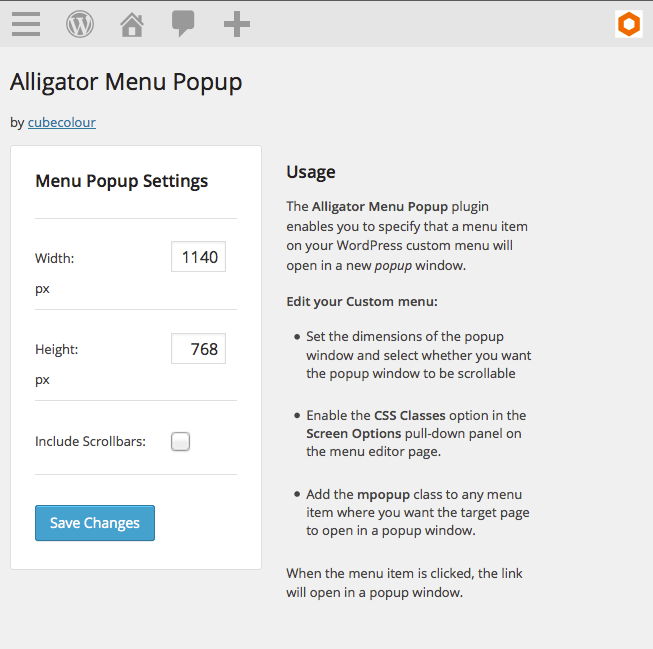 Alligator Menu Popup
by cubecolour
Menu Popup Settings
Width:
1140
px
Height:
768
px
Include Scrollbars:
Save Changes
Usage
The Alligator Menu Popup plugin
enables you to specify that a menu item
on your WordPress custom menu will
open in a new popup window.
Edit your Custom menu:
• Set the dimensions of the popup
window and select whether you want
the popup window to be scrollable
• Enable the CSS Classes option in the
Screen Options pull-down panel on
the menu editor page.
• Add the mpopup class to any menu
item where you want the target page
to open in a popup window.
When the menu item is clicked, the link
will open in a popup window.